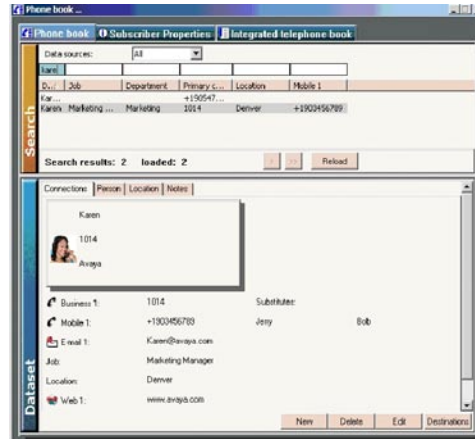 Phone book ...
Phone book Subscriber Properties Integrated telephone book
Data sources: All
kare
D... Job Department Primary c... Location Mobile 1
Kar... +190547...
Karen Marketing ... Marketing 1014 Denver +1903456789
Search results: 2 loaded: 2 Reload
Search
Connections Person Location Notes
Karen
1014
Avaya
Business 1: 1014 Substitutes:
Mobile 1: +1903456789 Jerry Bob
E-mail 1: Karen@avaya.com
Job: Marketing Manager
Location: Denver
Web 1: www.avaya.com
Dataset
New Delete Edit Destinations